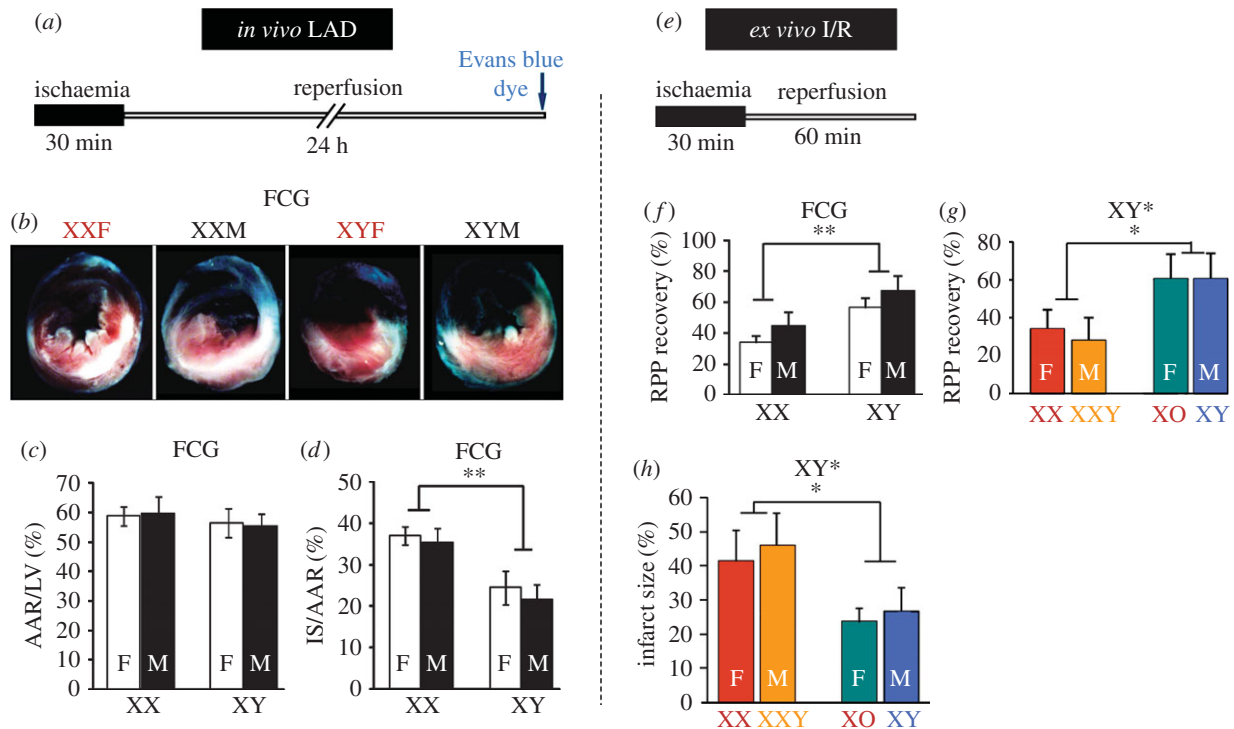 (a)
in vivo LAD
Evans blue
dye
ischaemia
reperfusion
30 min
24 h
(e)
ex vivo I/R
ischaemia
reperfusion
30 min
60 min
FCG
(b)
XXF XXM XYF XYM
(c)
FCG
AAR/LV (%)
70
60
50
40
30
20
10
0
F M F M
XX XY
(d)
FCG
**
IS/AAR (%)
50
40
30
20
10
0
F M F M
XX XY
(f)
FCG
**
RPP recovery (%)
100
80
60
40
20
0
F M F M
XX XY
(g)
XY*
*
RPP recovery (%)
80
60
40
20
0
F M F M
XX XXY XO XY
(h)
XY*
*
infarct size (%)
60
50
40
30
20
10
0
F M F M
XX XXY XO XY